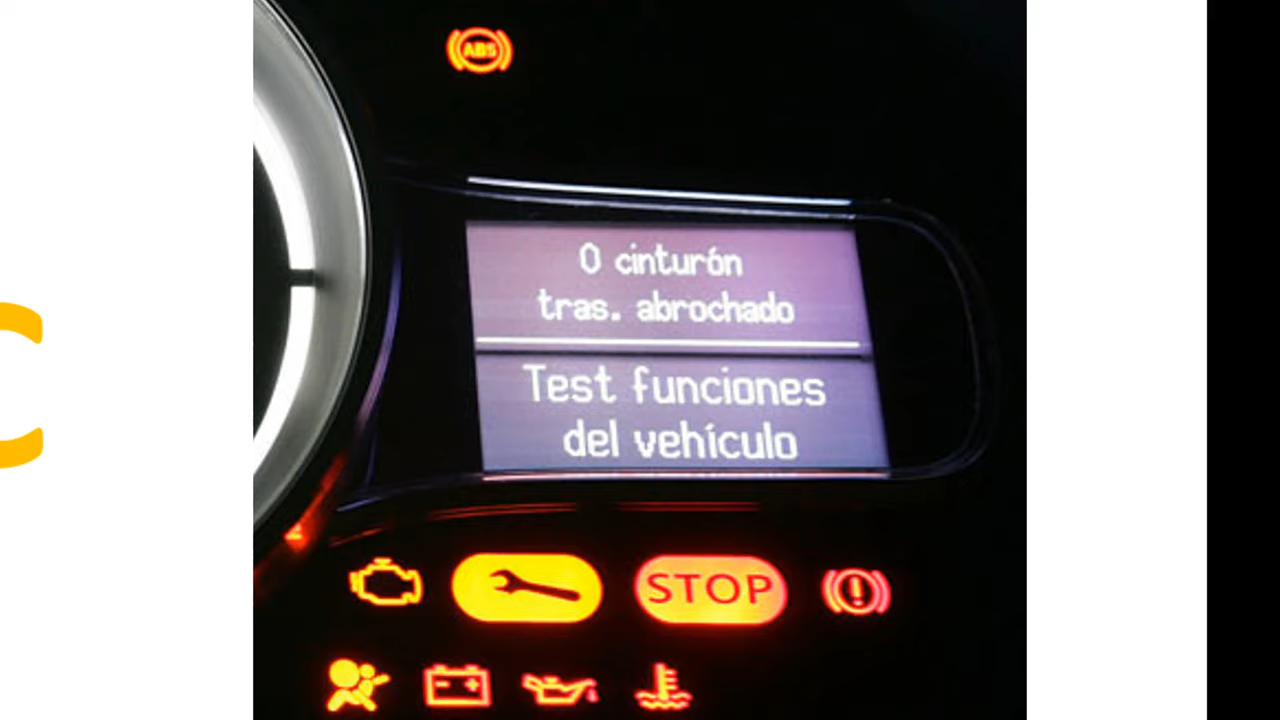 ABS
0 cinturón
tras. abrochado
Test funciones
del vehículo
STOP